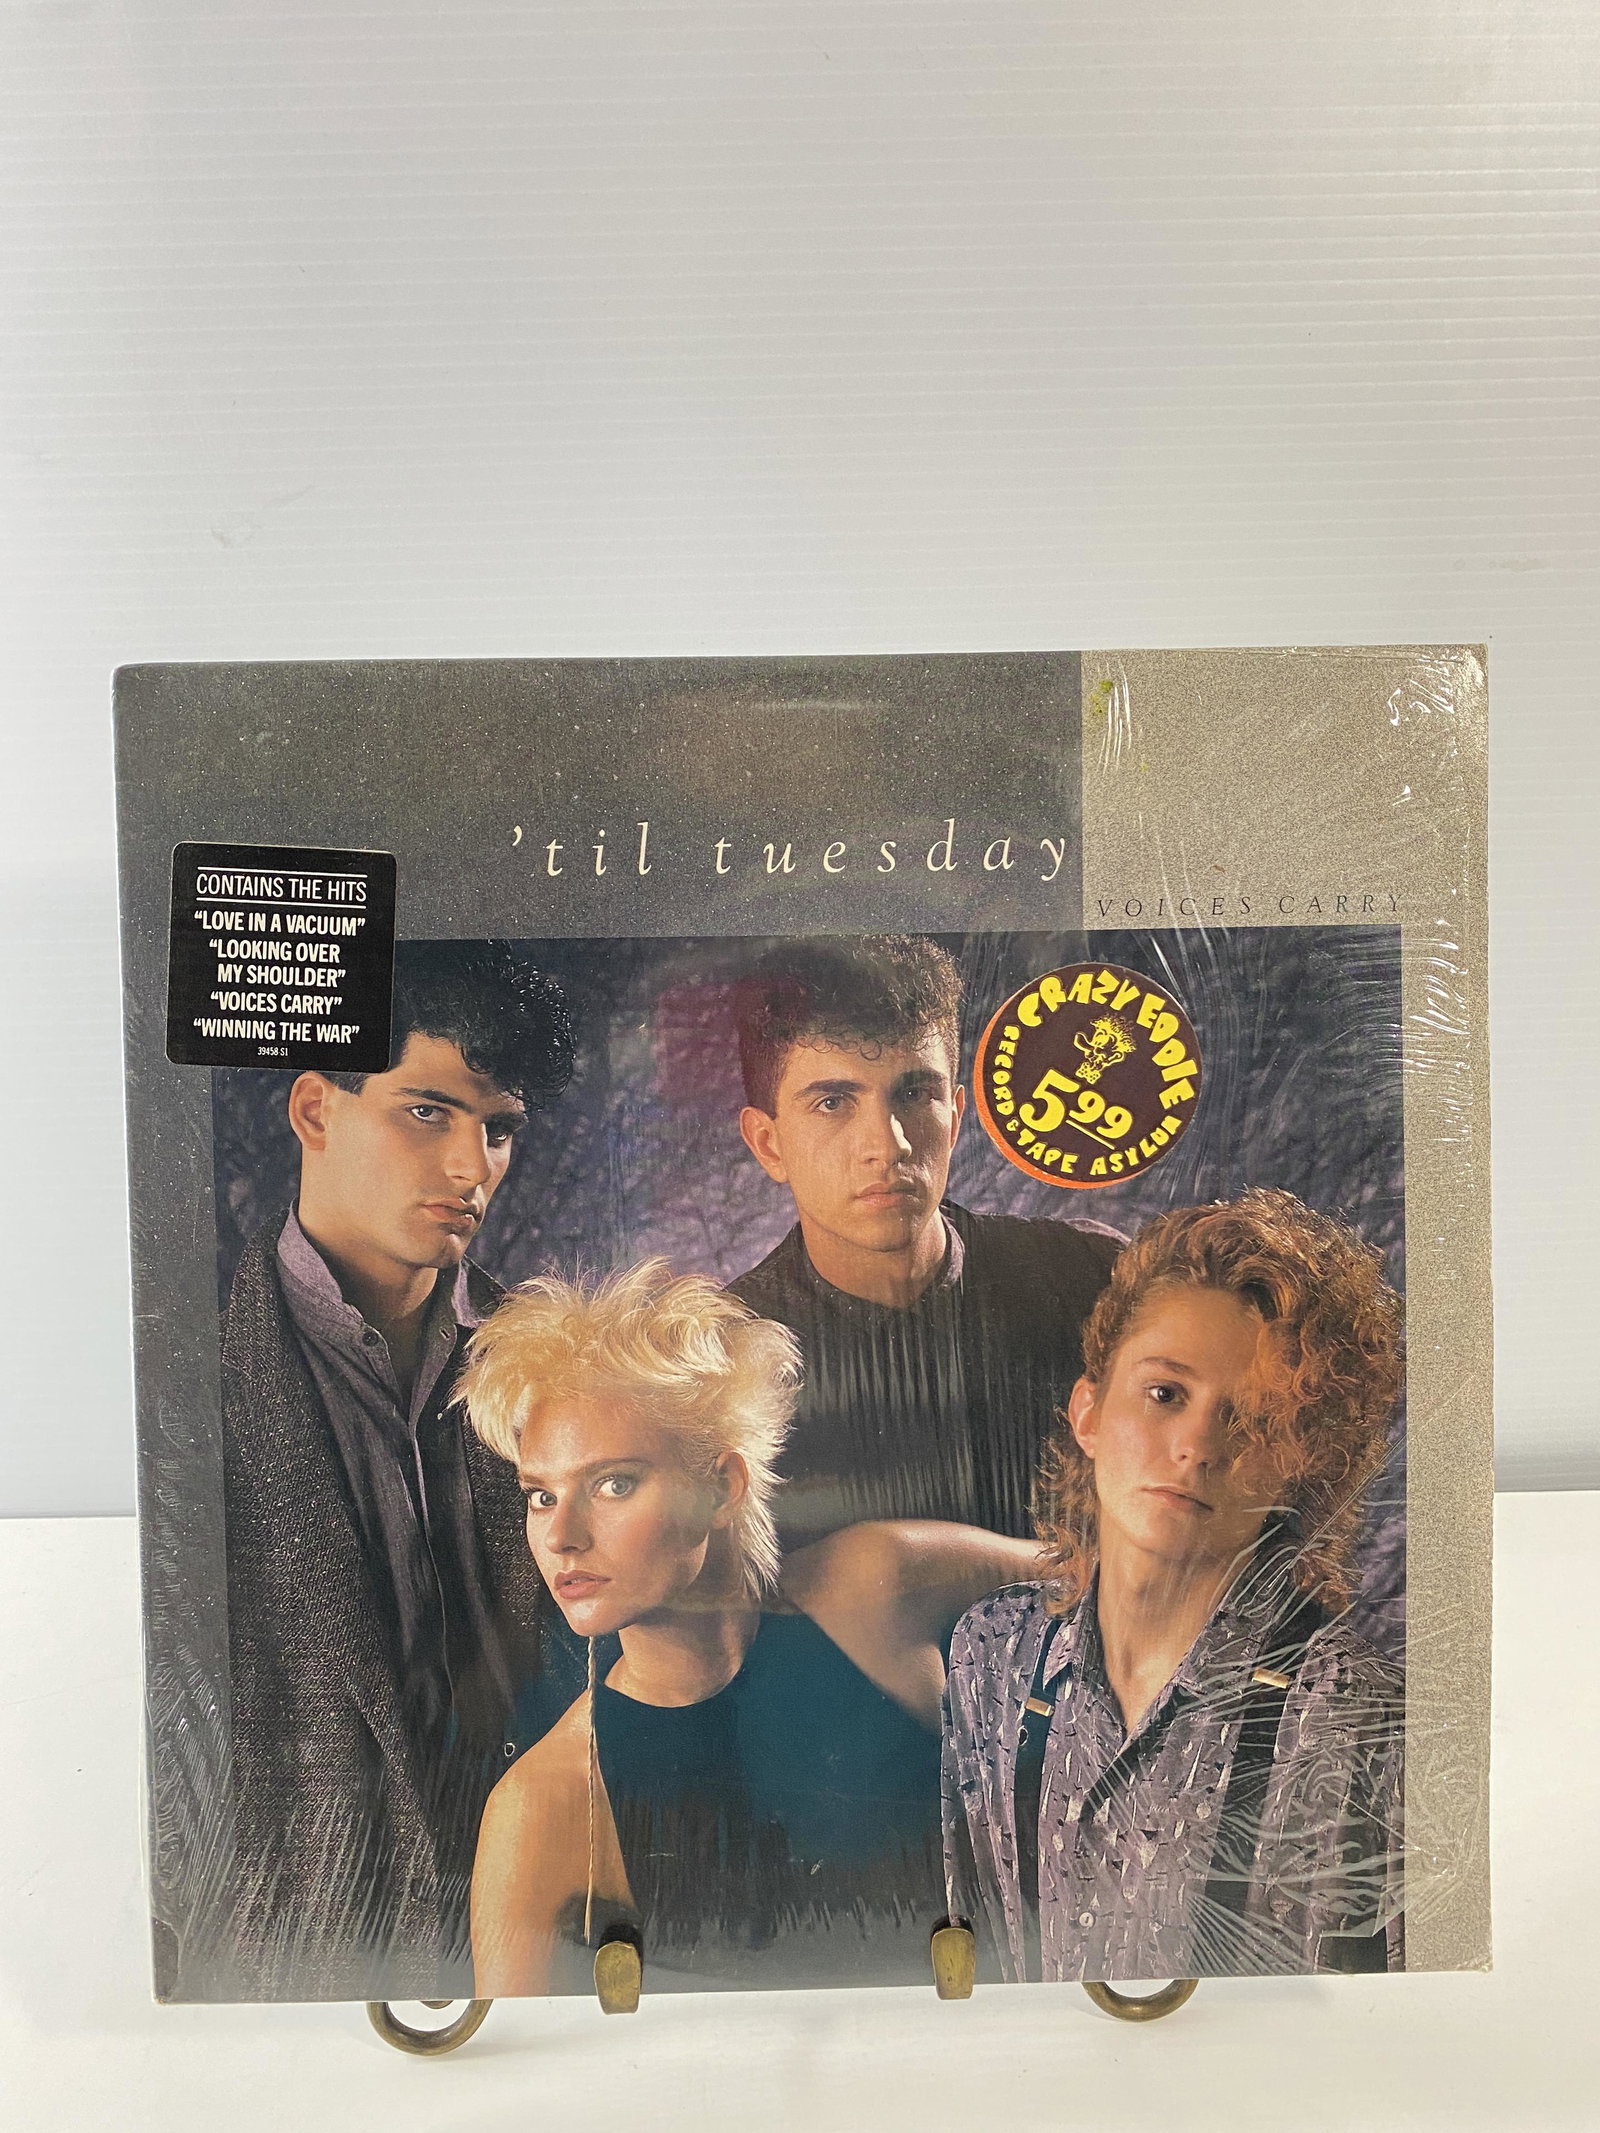 'til tuesday
VOICES CARRY
CONTAINS THE HITS
"LOVE IN A VACUUM"
"LOOKING OVER
MY SHOULDER"
"VOICES CARRY"
"WINNING THE WAR"
39458-S1
CRAZY EDDIE
5.99
RECORD & TAPE ASYLUM